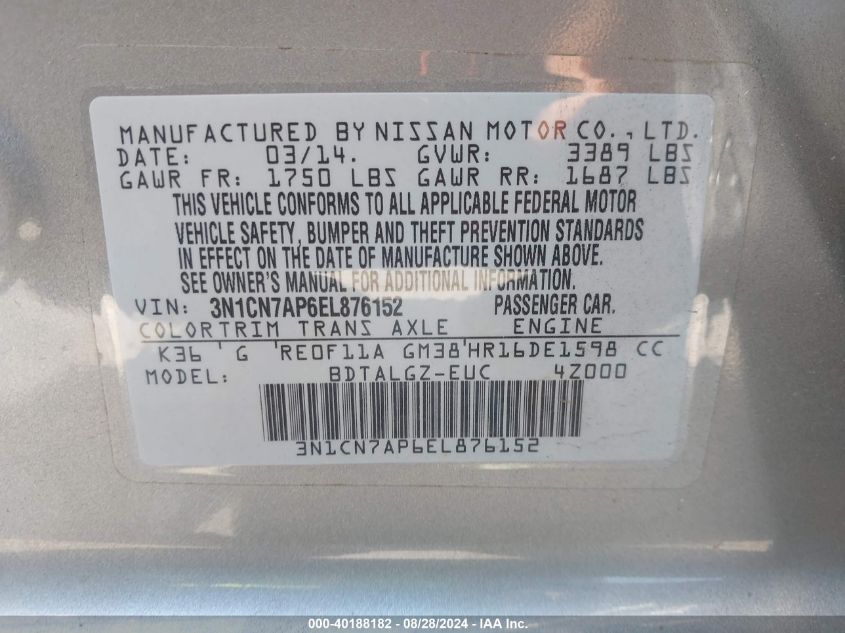 MANUFACTURED BY NISSAN MOTOR CO., LTD.
DATE: 03/14. GVWR: 3389 LBS
GAWR FR: 1750 LBS GAWR RR: 1687 LBS
THIS VEHICLE CONFORMS TO ALL APPLICABLE FEDERAL MOTOR
VEHICLE SAFETY, BUMPER AND THEFT PREVENTION STANDARDS
IN EFFECT ON THE DATE OF MANUFACTURE SHOWN ABOVE.
SEE OWNER'S MANUAL FOR ADDITIONAL INFORMATION.
VIN: 3N1CN7AP6EL876152 PASSENGER CAR.
COLORTRIM TRANS AXLE ENGINE
K36 G RE0F11A GM38 HR16DE1598 CC
MODEL: BDTALGZ-EUC 4Z000
3N1CN7AP6EL876152
000-40188182 | 08/28/2024 - IAA Inc.